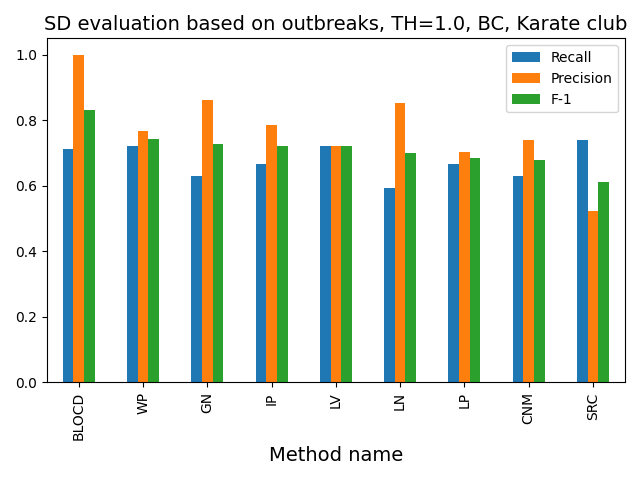 SD evaluation based on outbreaks, TH=1.0, BC, Karate club
Recall
Precision
F-1
1.0
0.8
0.6
0.4
0.2
0.0
BLOCD
WP
GN
IP
LV
LN
LP
CNM
SRC
Method name